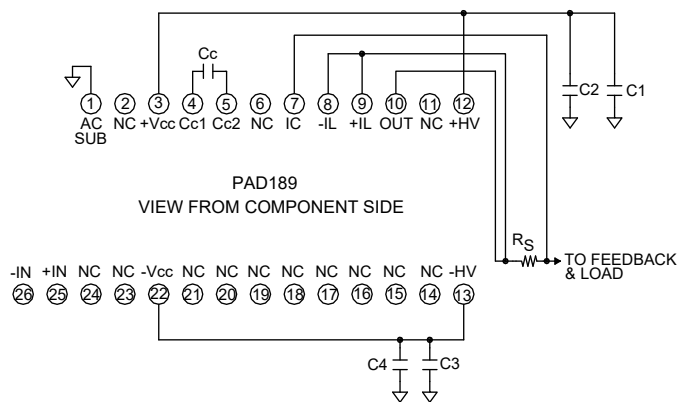 Cc
C2 C1
1 2 3 4 5 6 7 8 9 10 11 12
AC SUB NC +Vcc Cc1 Cc2 NC IC -IL +IL OUT NC +HV
PAD189
VIEW FROM COMPONENT SIDE
RS
TO FEEDBACK
& LOAD
-IN +IN NC NC -Vcc NC NC NC NC NC NC NC NC -HV
26 25 24 23 22 21 20 19 18 17 16 15 14 13
C4 C3